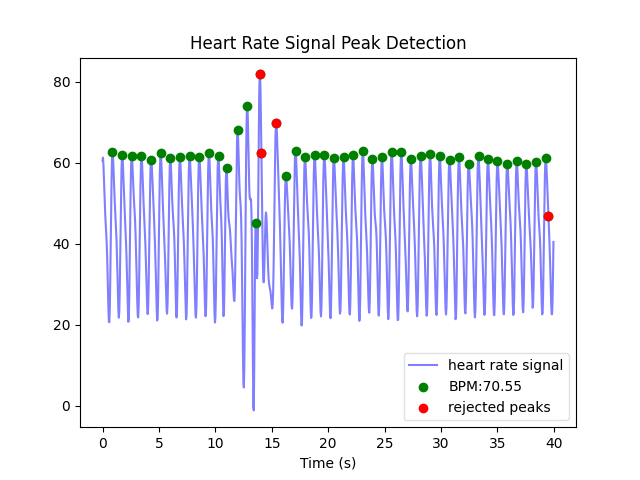 Heart Rate Signal Peak Detection
80
60
40
20
0
heart rate signal
BPM:70.55
rejected peaks
0 5 10 15 20 25 30 35 40
Time (s)